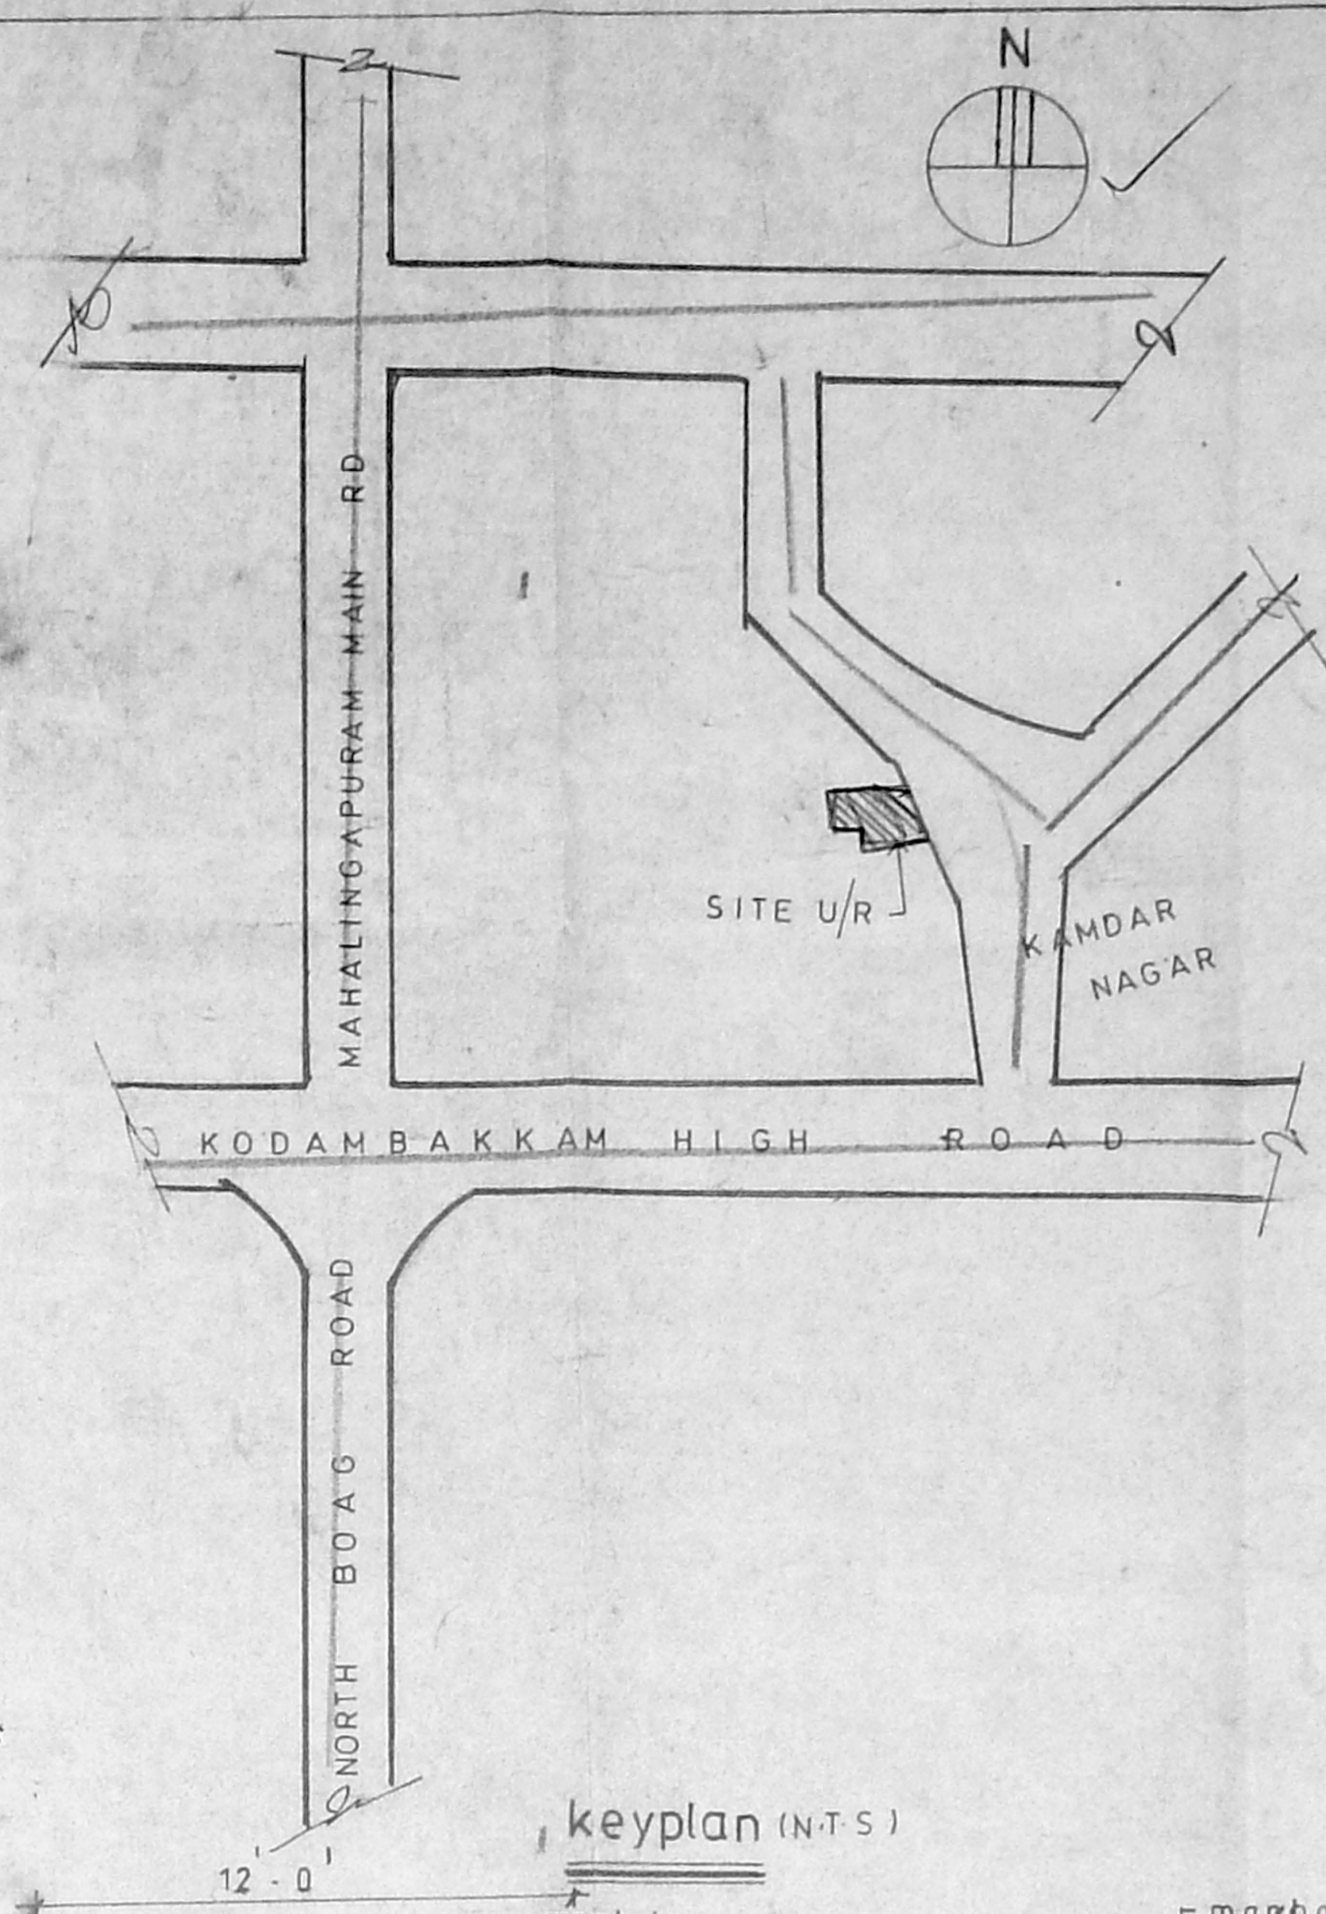 N
MAHALINGAPURAM MAIN RD
SITE U/R
KAMDAR
NAGAR
KODAMBAKKAM HIGH ROAD
NORTH BOAG ROAD
keyplan (N.T.S)
12'-0'